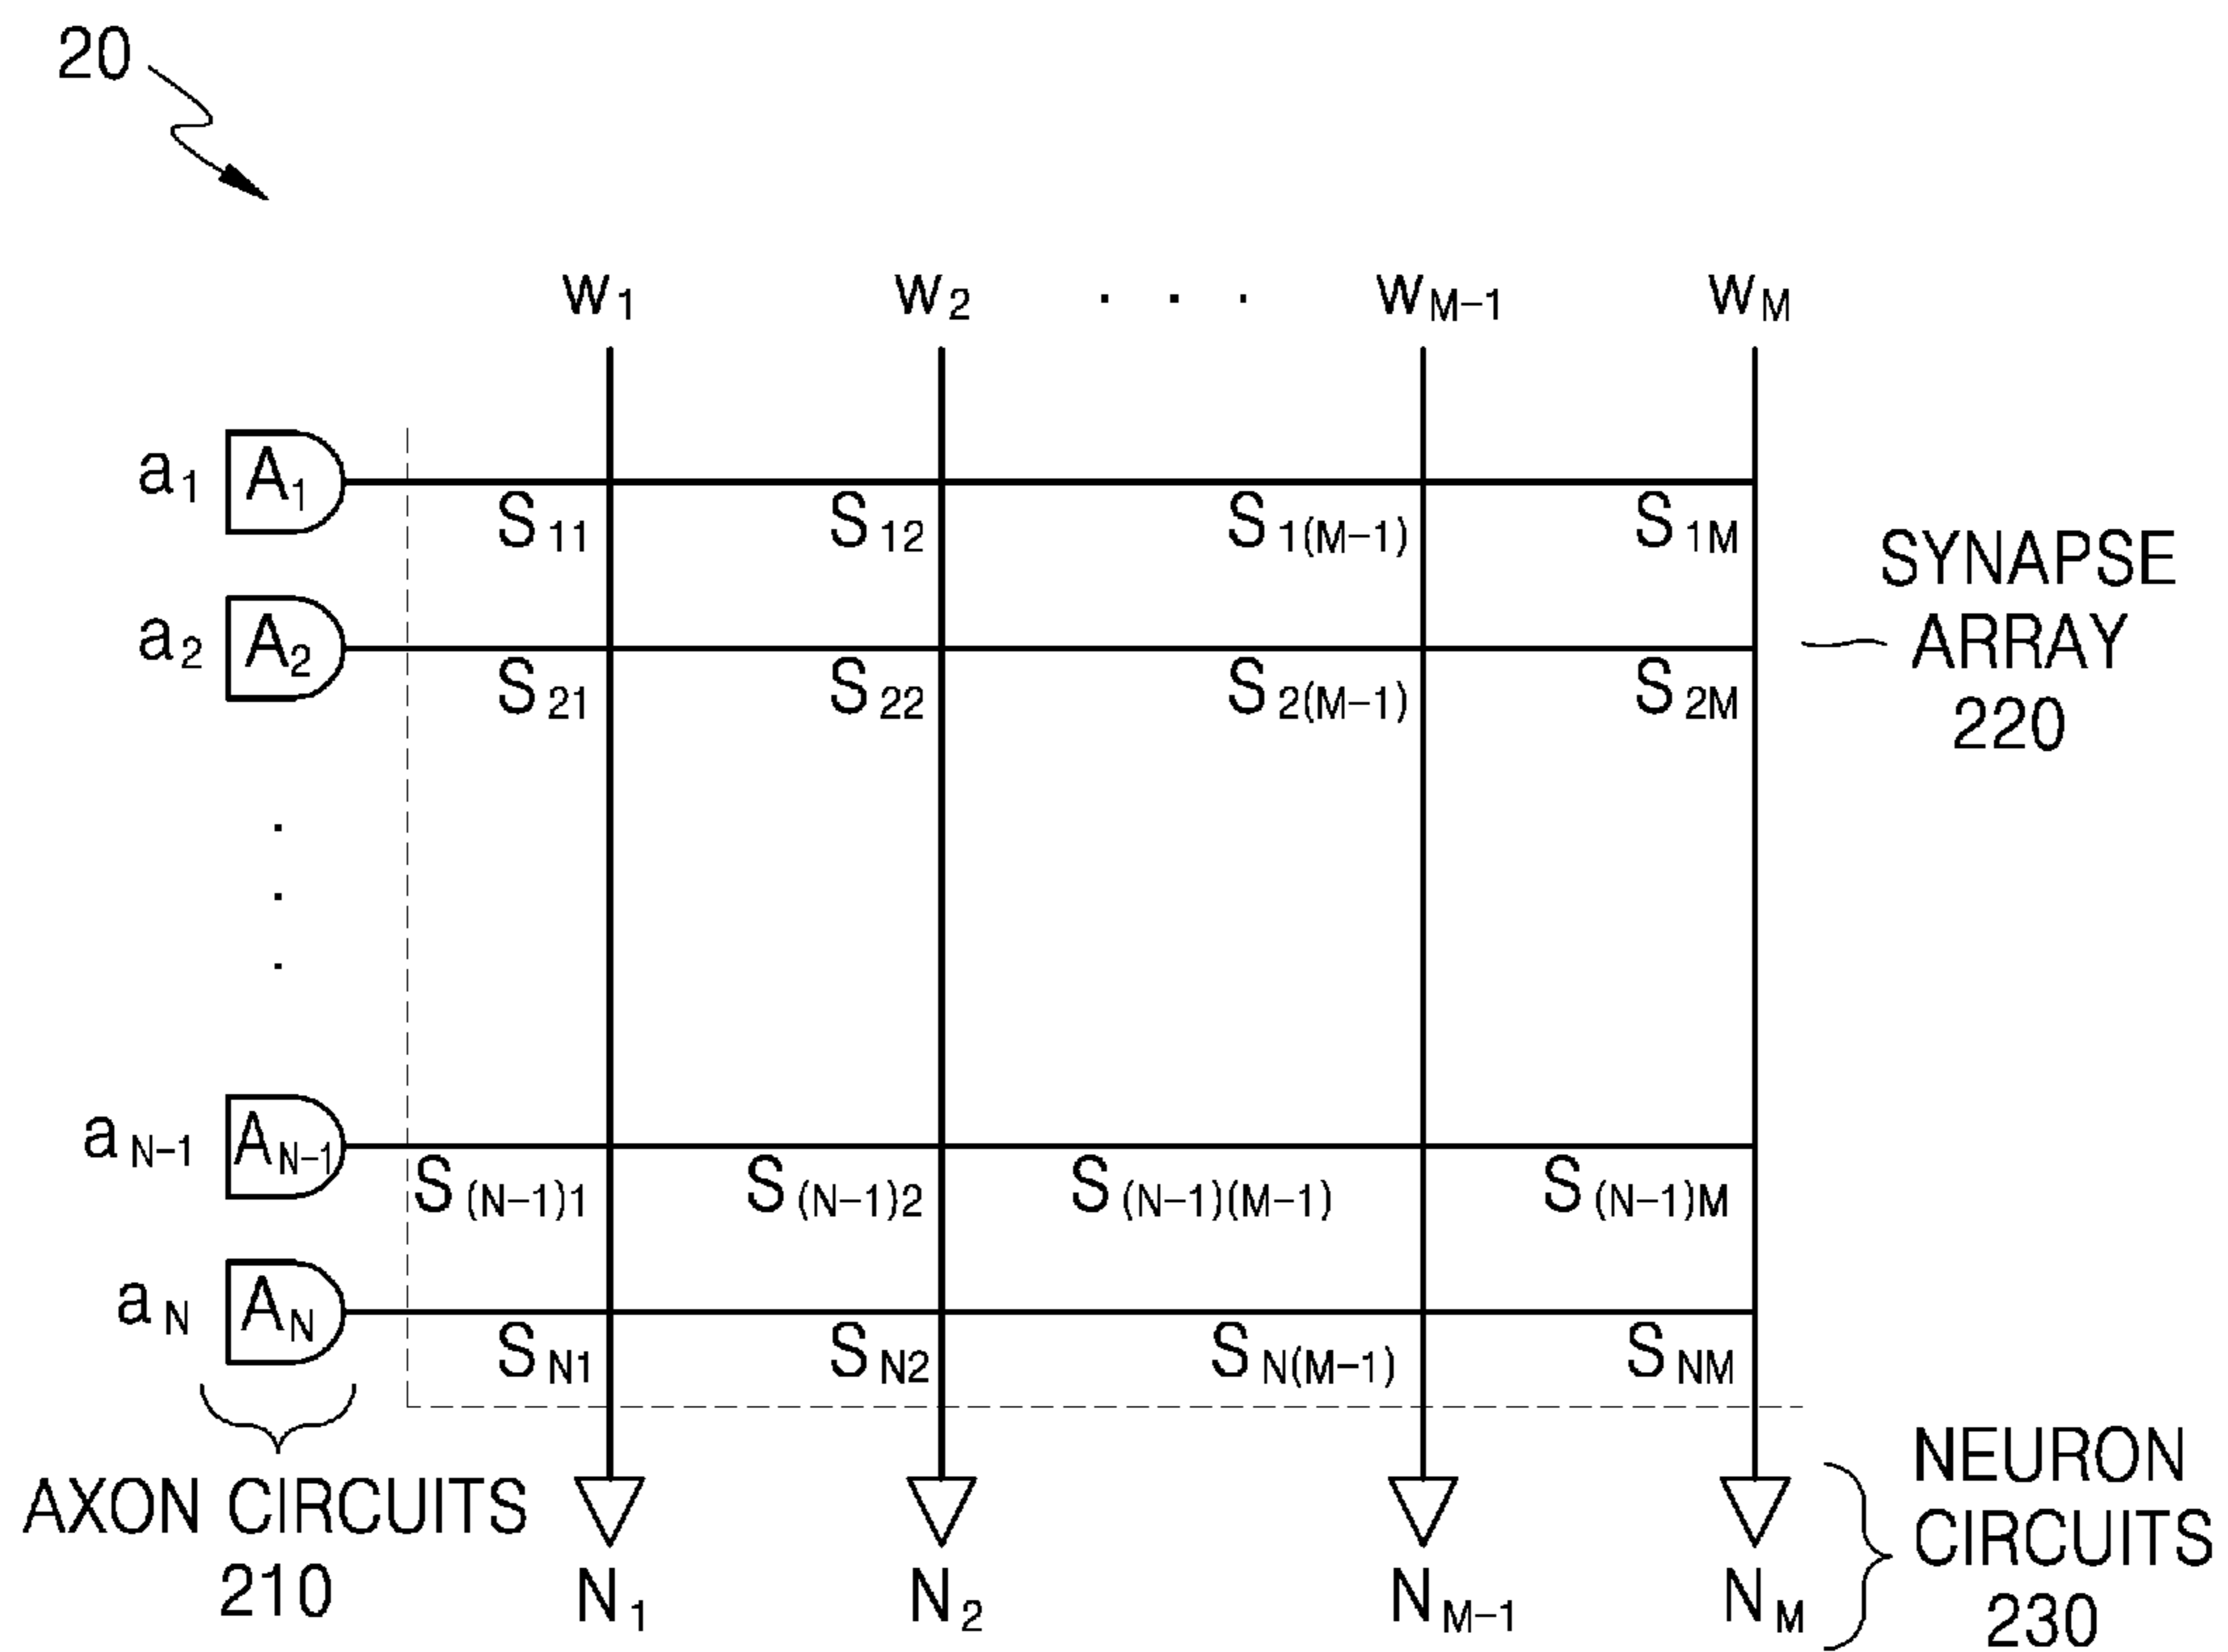 20
w1 w2 . . . wM-1 wM
a1 A1
S11 S12 S1(M-1) S1M
a2 A2
S21 S22 S2(M-1) S2M
SYNAPSE
ARRAY
220
.
.
.
aN-1 AN-1
S(N-1)1 S(N-1)2 S(N-1)(M-1) S(N-1)M
aN AN
SN1 SN2 SN(M-1) SNM
AXON CIRCUITS
210
N1 N2 NM-1 NM
NEURON
CIRCUITS
230